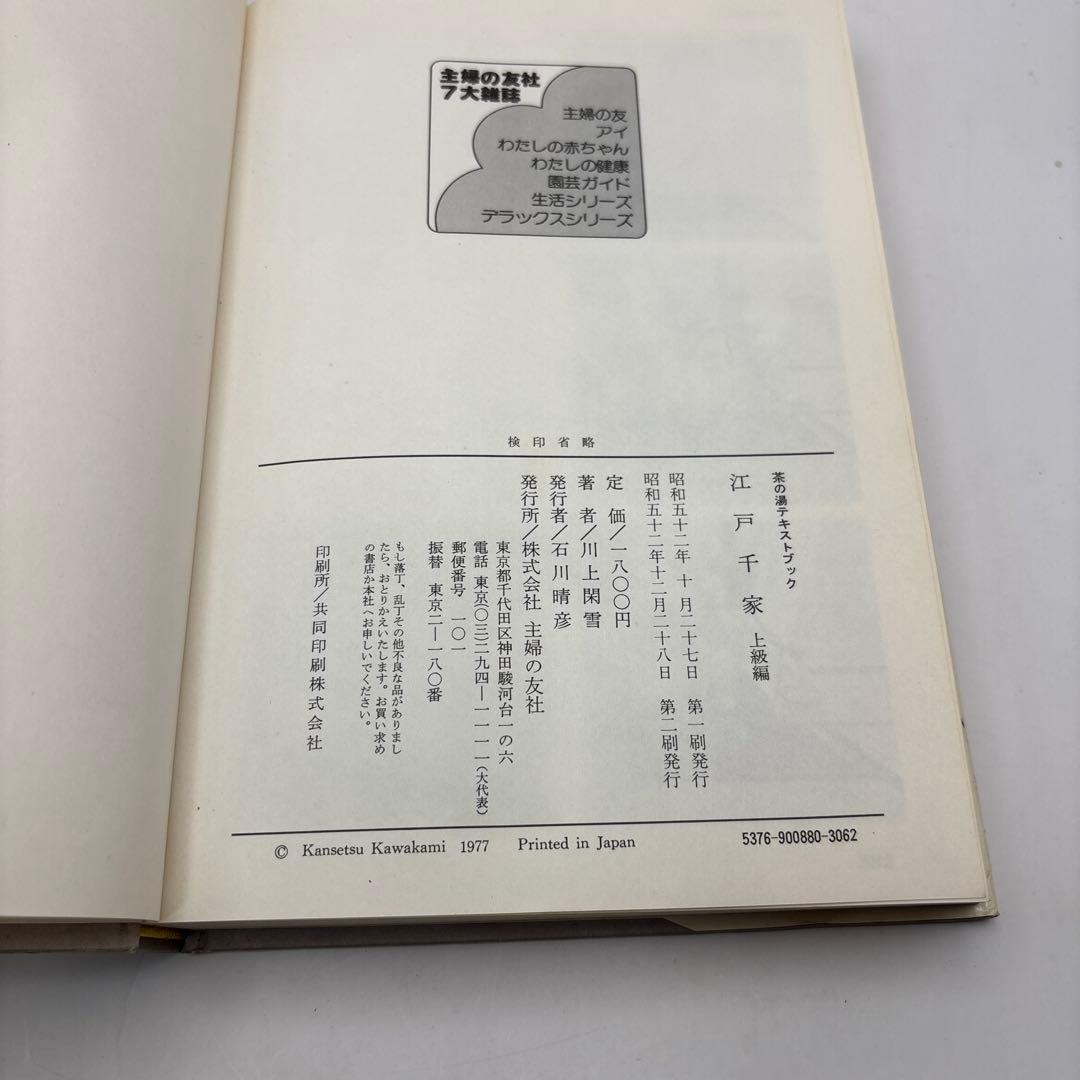 主婦の友社
7大雑誌
主婦の友
アイ
わたしの赤ちゃん
わたしの健康
園芸ガイド
生活シリーズ
デラックスシリーズ
検印省略
茶の湯テキストブック
江戸千家 上級編
昭和五十二年 十月二十七日 第一刷発行
昭和五十二年十二月二十八日 第二刷発行
定 価/一八〇〇円
著 者/川上閑雪
発行者/石川晴彦
発行所/株式会社 主婦の友社
東京都千代田区神田駿河台一の六
電話 東京(〇三)二九四―一一一一(大代表)
郵便番号 一〇一
振替 東京二―一八〇番
もし落丁、乱丁その他不良な品がありまし
たら、おとりかえいたします。お買い求め
の書店か本社へお申しいでください。
印刷所/共同印刷株式会社
© Kansetsu Kawakami 1977 Printed in Japan
5376-900880-3062